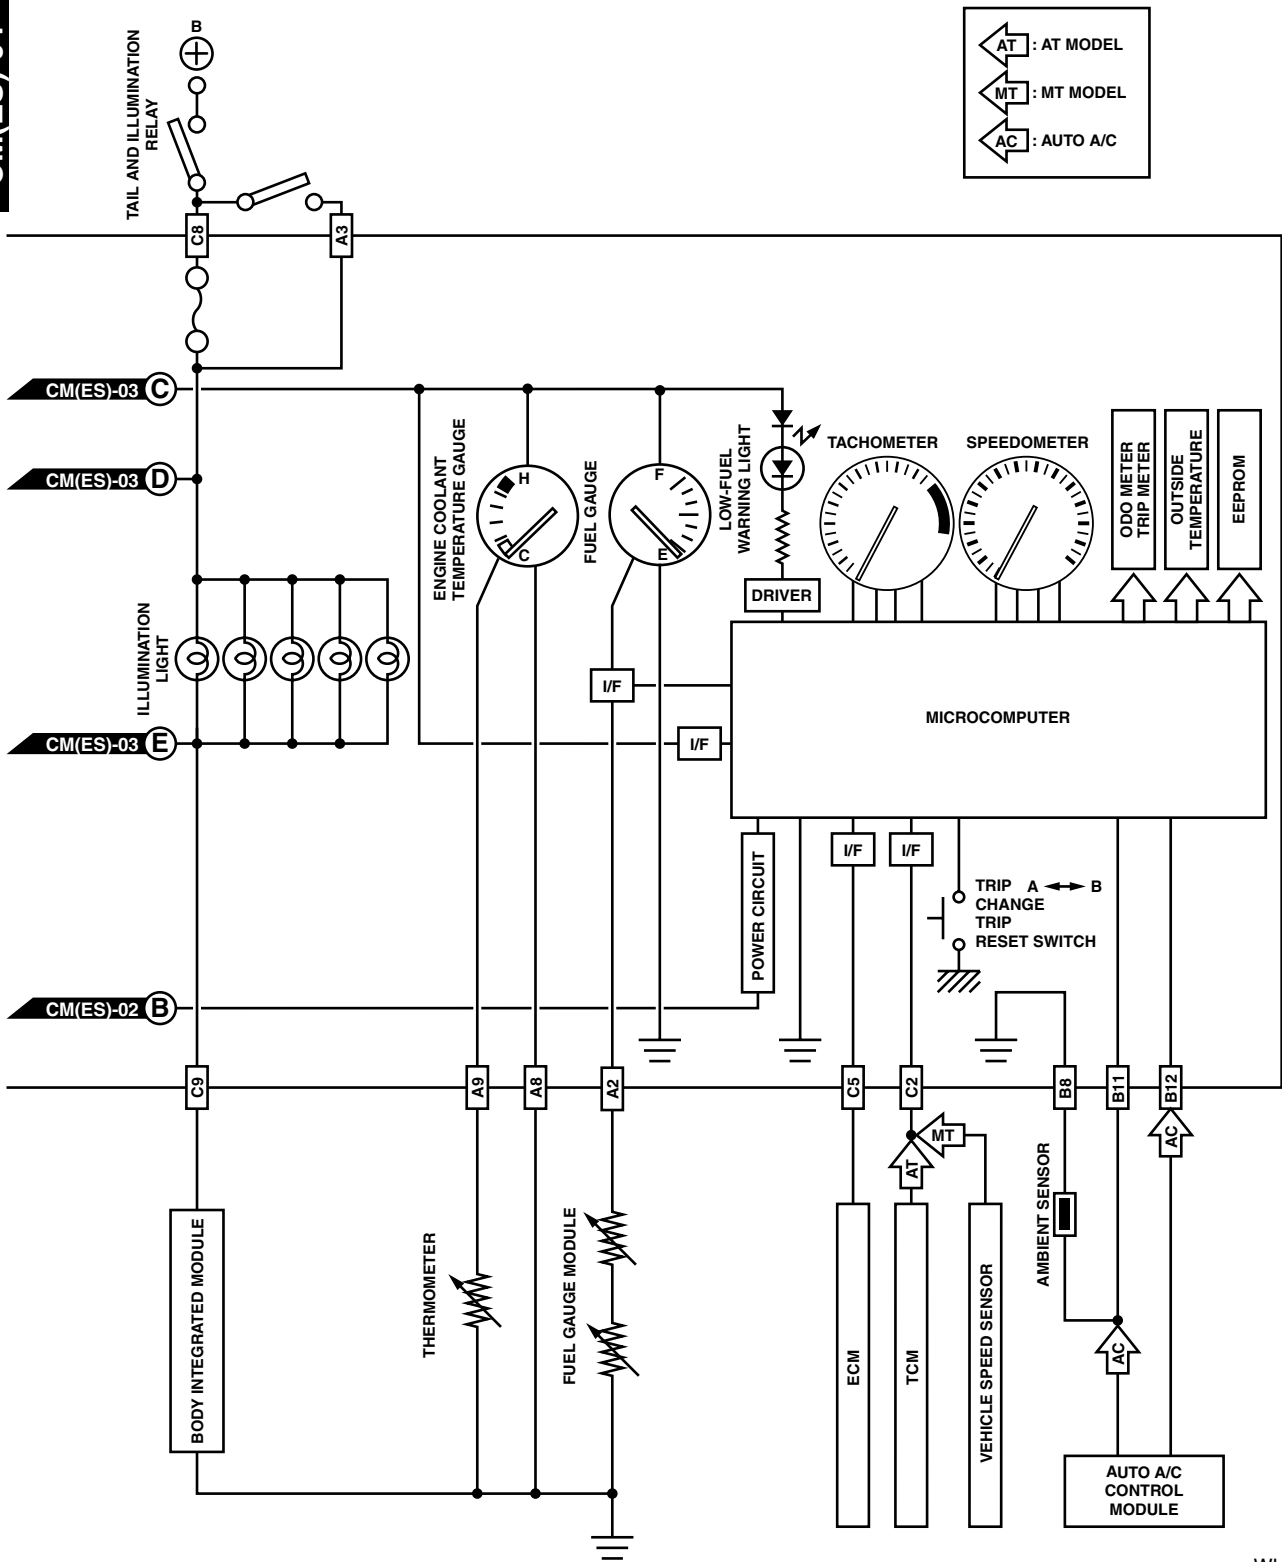 B
TAIL AND ILLUMINATION
RELAY
AT : AT MODEL
MT : MT MODEL
AC : AUTO A/C
C8
A3
CM(ES)-03 C
CM(ES)-03 D
ENGINE COOLANT
TEMPERATURE GAUGE
H
C
FUEL GAUGE
F
E
LOW-FUEL
WARNING LIGHT
TACHOMETER
SPEEDOMETER
ODO METER
TRIP METER
OUTSIDE
TEMPERATURE
EEPROM
DRIVER
ILLUMINATION
LIGHT
I/F
MICROCOMPUTER
CM(ES)-03 E
I/F
POWER CIRCUIT
I/F
I/F
TRIP A B
CHANGE
TRIP
RESET SWITCH
CM(ES)-02 B
C9
A9
A8
A2
C5
C2
B8
B11
B12
MT
AT
AC
AMBIENT SENSOR
BODY INTEGRATED MODULE
THERMOMETER
FUEL GAUGE MODULE
ECM
TCM
VEHICLE SPEED SENSOR
AC
AUTO A/C
CONTROL
MODULE